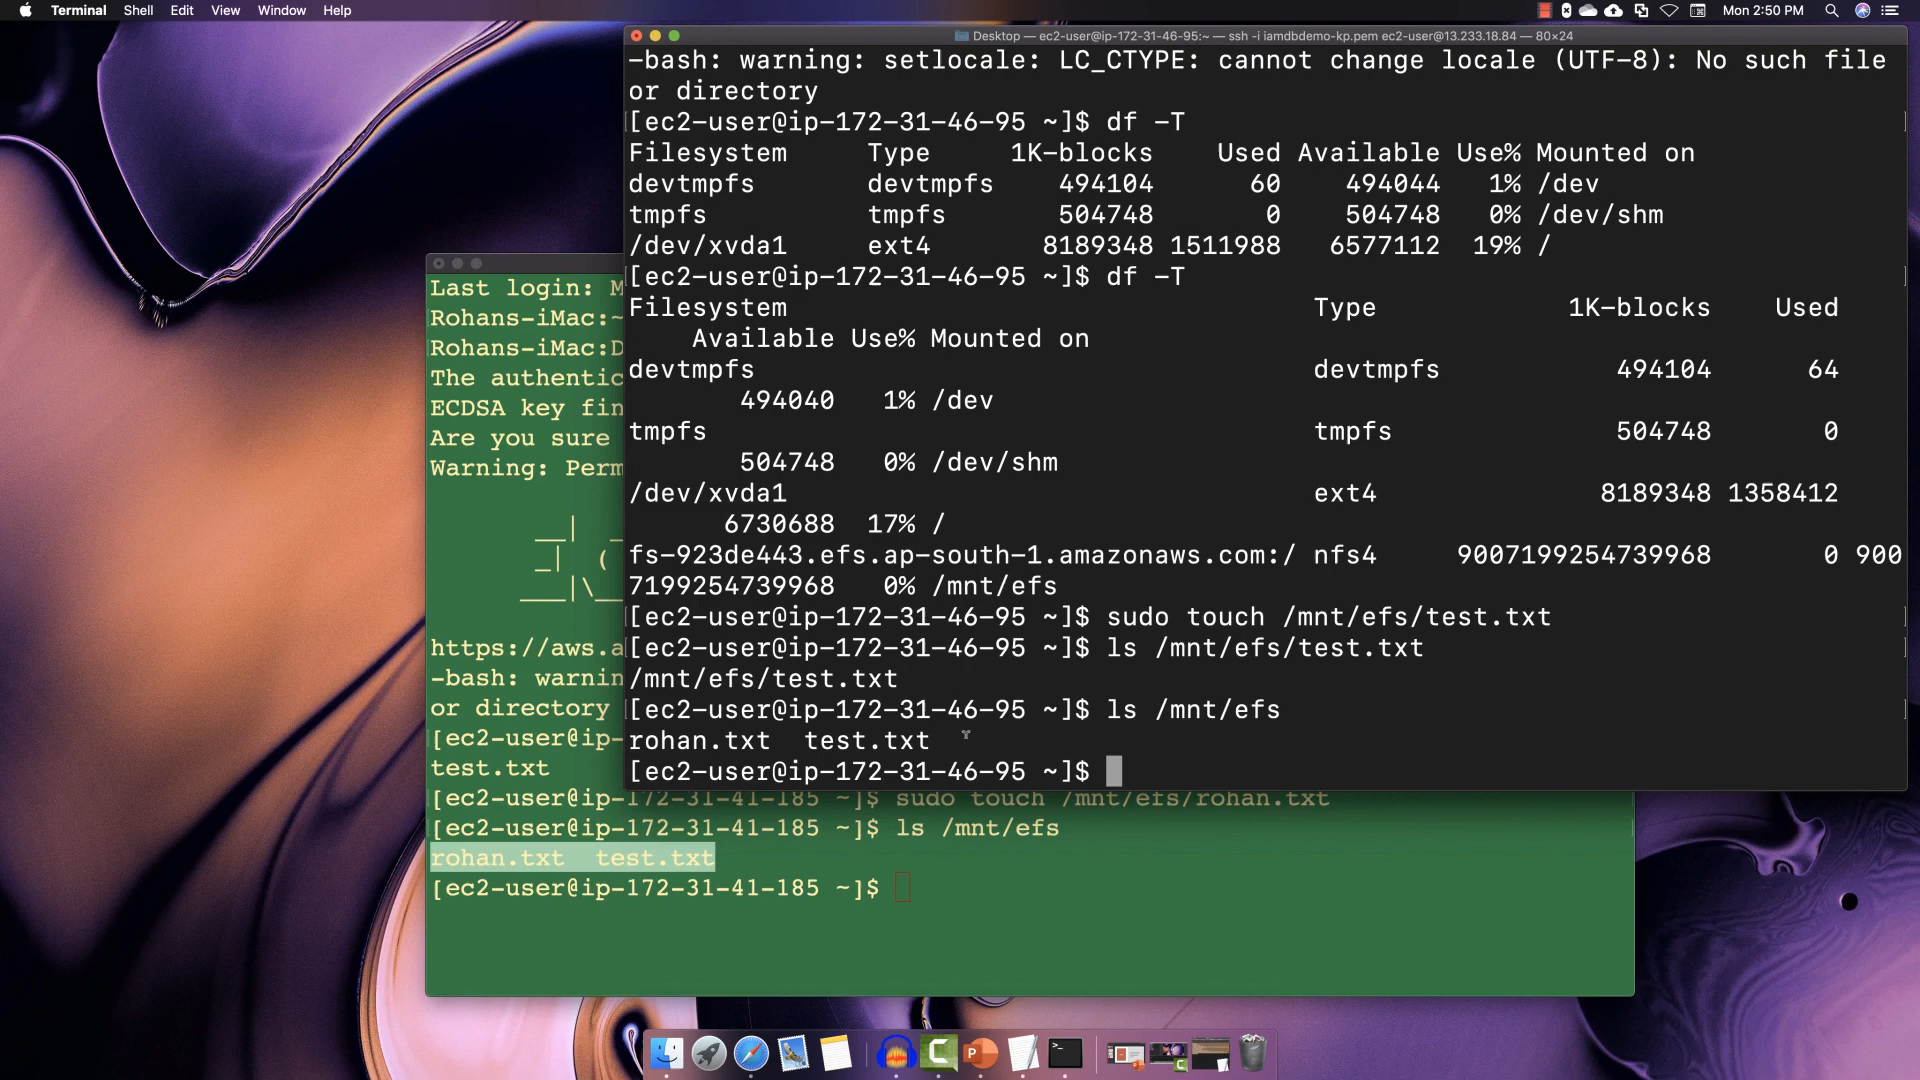 Terminal Shell Edit View Window Help Mon 2:50 PM
Desktop — ec2-user@ip-172-31-46-95:~ — ssh -i iamdbdemo-kp.pem ec2-user@13.233.18.84 — 80×24
-bash: warning: setlocale: LC_CTYPE: cannot change locale (UTF-8): No such file
or directory
[ec2-user@ip-172-31-46-95 ~]$ df -T
Filesystem Type 1K-blocks Used Available Use% Mounted on
devtmpfs devtmpfs 494104 60 494044 1% /dev
tmpfs tmpfs 504748 0 504748 0% /dev/shm
/dev/xvda1 ext4 8189348 1511988 6577112 19% /
[ec2-user@ip-172-31-46-95 ~]$ df -T
Filesystem Type 1K-blocks Used
Available Use% Mounted on
devtmpfs devtmpfs 494104 64
494040 1% /dev
tmpfs tmpfs 504748 0
504748 0% /dev/shm
/dev/xvda1 ext4 8189348 1358412
6730688 17% /
fs-923de443.efs.ap-south-1.amazonaws.com:/ nfs4 9007199254739968 0 900
7199254739968 0% /mnt/efs
[ec2-user@ip-172-31-46-95 ~]$ sudo touch /mnt/efs/test.txt
[ec2-user@ip-172-31-46-95 ~]$ ls /mnt/efs/test.txt
/mnt/efs/test.txt
[ec2-user@ip-172-31-46-95 ~]$ ls /mnt/efs
rohan.txt test.txt
[ec2-user@ip-172-31-46-95 ~]$
Last login: M
Rohans-iMac:~
Rohans-iMac:D
The authentic
ECDSA key fin
Are you sure
Warning: Perm
__| _
_| (
___|\__
https://aws.a
-bash: warnin
or directory
[ec2-user@ip-
test.txt
[ec2-user@ip-172-31-41-185 ~]$ sudo touch /mnt/efs/rohan.txt
[ec2-user@ip-172-31-41-185 ~]$ ls /mnt/efs
rohan.txt test.txt
[ec2-user@ip-172-31-41-185 ~]$